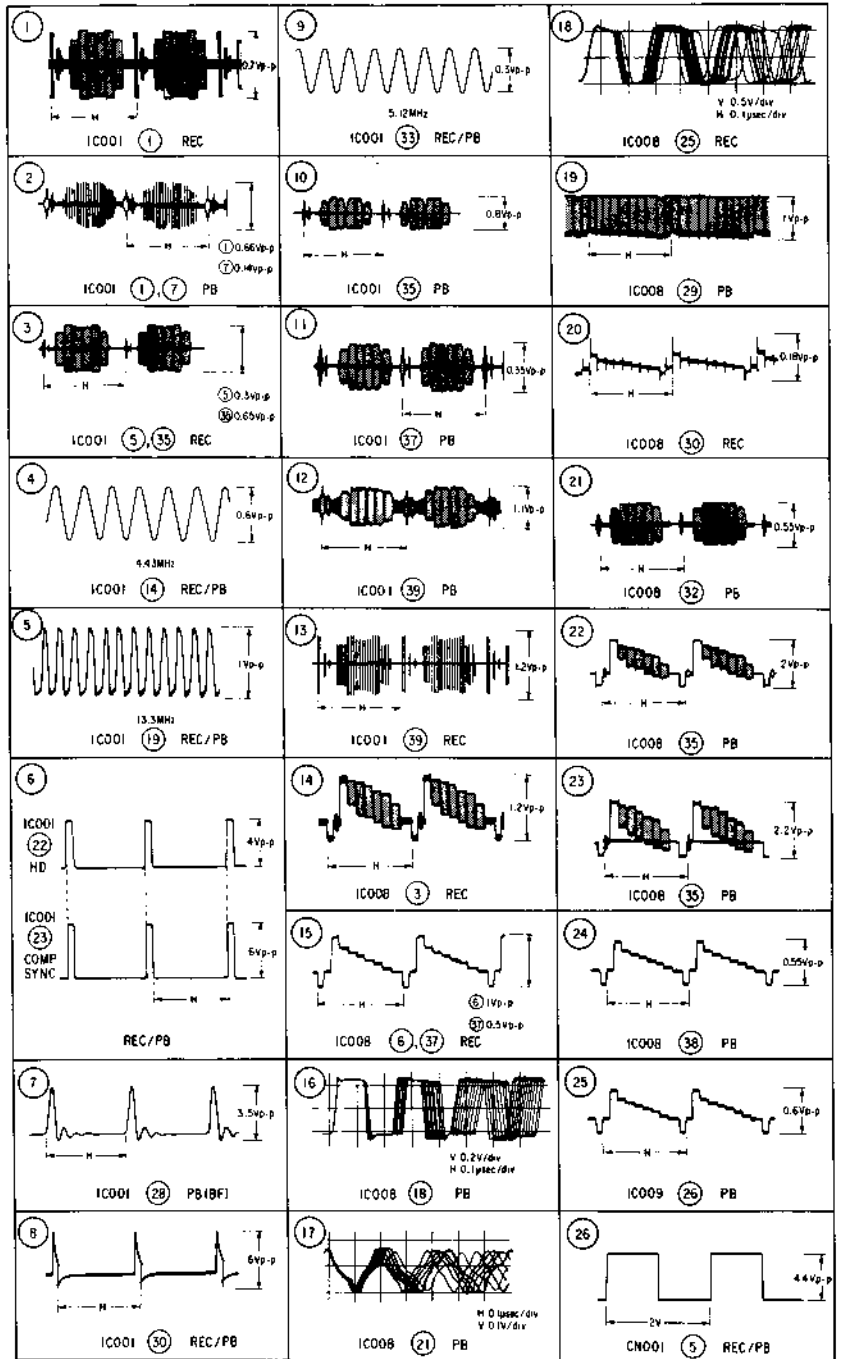 1
0.7Vp-p
H
IC001 1 REC
2
H
1 0.66Vp-p
7 0.14Vp-p
IC001 1, 7 PB
3
H
5 0.3Vp-p
35 0.65Vp-p
IC001 5, 35 REC
4
0.6Vp-p
4.43MHz
IC001 14 REC/PB
5
1Vp-p
13.3MHz
IC001 19 REC/PB
6
IC001
22
HD
4Vp-p
IC001
23
COMP
SYNC
6Vp-p
H
REC/PB
7
3.5Vp-p
H
IC001 28 PB(BF)
8
6Vp-p
H
IC001 30 REC/PB
9
0.3Vp-p
5.12MHz
IC001 33 REC/PB
10
0.8Vp-p
H
IC001 35 PB
11
0.35Vp-p
H
IC001 37 PB
12
1.1Vp-p
H
IC001 39 PB
13
1.2Vp-p
H
IC001 39 REC
14
1.2Vp-p
H
IC008 3 REC
15
H
6 1Vp-p
37 0.5Vp-p
IC008 6, 37 REC
16
V 0.2V/div
H 0.1µsec/div
IC008 18 PB
17
H 0.1µsec/div
V 0.1V/div
IC008 21 PB
18
V 0.5V/div
H 0.1µsec/div
IC008 25 REC
19
1Vp-p
H
IC008 29 PB
20
0.18Vp-p
H
IC008 30 REC
21
0.55Vp-p
H
IC008 32 PB
22
2Vp-p
H
IC008 35 PB
23
2.2Vp-p
H
IC008 35 PB
24
0.55Vp-p
H
IC008 38 PB
25
0.6Vp-p
H
IC009 26 PB
26
4.4Vp-p
2V
CN001 5 REC/PB